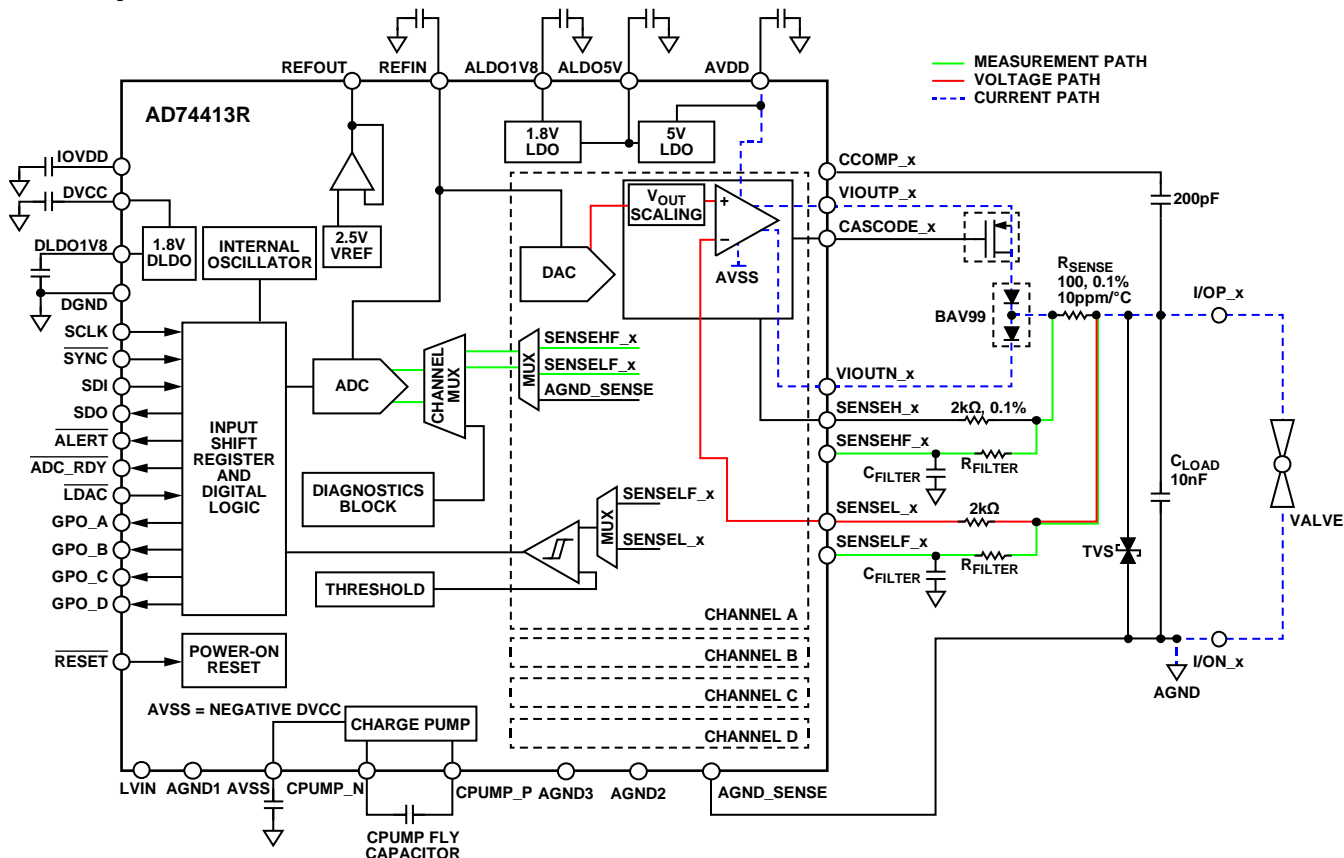 REFOUT
REFIN
ALDO1V8
ALDO5V
AVDD
MEASUREMENT PATH
VOLTAGE PATH
CURRENT PATH
AD74413R
IOVDD
DVCC
DLDO1V8
DGND
SCLK
SYNC
SDI
SDO
ALERT
ADC_RDY
LDAC
GPO_A
GPO_B
GPO_C
GPO_D
RESET
1.8V
DLDO
INTERNAL
OSCILLATOR
2.5V
VREF
1.8V
LDO
5V
LDO
INPUT
SHIFT
REGISTER
AND
DIGITAL
LOGIC
POWER-ON
RESET
ADC
CHANNEL
MUX
MUX
SENSEHF_x
SENSELF_x
AGND_SENSE
DAC
VOUT
SCALING
+
−
AVSS
DIAGNOSTICS
BLOCK
THRESHOLD
MUX
SENSELF_x
SENSEL_x
CHANNEL A
CHANNEL B
CHANNEL C
CHANNEL D
CCOMP_x
VIOUTP_x
CASCODE_x
VIOUTN_x
SENSEH_x
SENSEHF_x
SENSEL_x
SENSELF_x
200pF
RSENSE
100, 0.1%
10ppm/°C
BAV99
I/OP_x
2kΩ, 0.1%
CFILTER
RFILTER
2kΩ
CFILTER
RFILTER
CLOAD
10nF
TVS
VALVE
I/ON_x
AGND
AVSS = NEGATIVE DVCC
CHARGE PUMP
LVIN
AGND1
AVSS
CPUMP_N
CPUMP_P
AGND3
AGND2
AGND_SENSE
CPUMP FLY
CAPACITOR